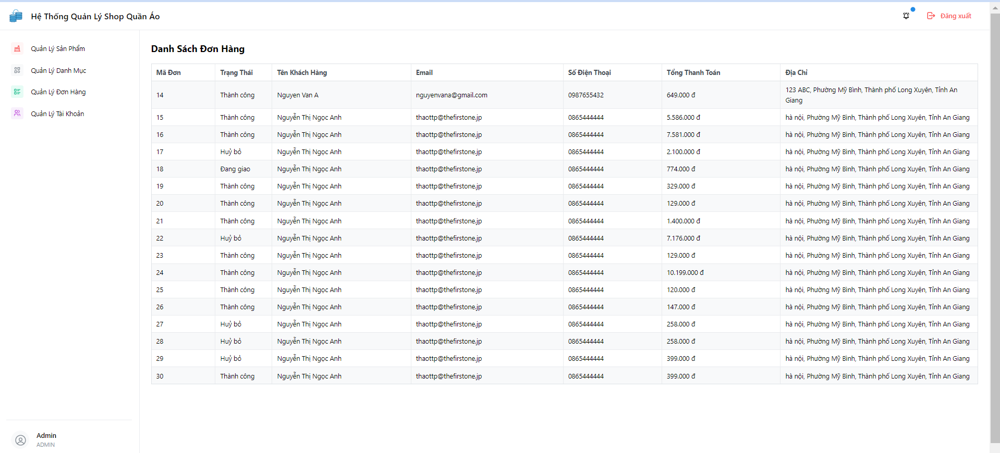 Hệ Thống Quản Lý Shop Quần Áo
Đăng xuất
Quản Lý Sản Phẩm
Quản Lý Danh Mục
Quản Lý Đơn Hàng
Quản Lý Tài Khoản
Danh Sách Đơn Hàng
Mã Đơn Trạng Thái Tên Khách Hàng Email Số Điện Thoại Tổng Thanh Toán Địa Chỉ
14 Thành công Nguyen Van A nguyenvana@gmail.com 0987655432 649.000 đ 123 ABC, Phường Mỹ Bình, Thành phố Long Xuyên, Tỉnh An
Giang
15 Thành công Nguyễn Thị Ngọc Anh thaottp@thefirstone.jp 0865444444 5.586.000 đ hà nội, Phường Mỹ Bình, Thành phố Long Xuyên, Tỉnh An Giang
16 Thành công Nguyễn Thị Ngọc Anh thaottp@thefirstone.jp 0865444444 7.581.000 đ hà nội, Phường Mỹ Bình, Thành phố Long Xuyên, Tỉnh An Giang
17 Huỷ bỏ Nguyễn Thị Ngọc Anh thaottp@thefirstone.jp 0865444444 2.100.000 đ hà nội, Phường Mỹ Bình, Thành phố Long Xuyên, Tỉnh An Giang
18 Đang giao Nguyễn Thị Ngọc Anh thaottp@thefirstone.jp 0865444444 774.000 đ hà nội, Phường Mỹ Bình, Thành phố Long Xuyên, Tỉnh An Giang
19 Thành công Nguyễn Thị Ngọc Anh thaottp@thefirstone.jp 0865444444 329.000 đ hà nội, Phường Mỹ Bình, Thành phố Long Xuyên, Tỉnh An Giang
20 Thành công Nguyễn Thị Ngọc Anh thaottp@thefirstone.jp 0865444444 129.000 đ hà nội, Phường Mỹ Bình, Thành phố Long Xuyên, Tỉnh An Giang
21 Thành công Nguyễn Thị Ngọc Anh thaottp@thefirstone.jp 0865444444 1.400.000 đ hà nội, Phường Mỹ Bình, Thành phố Long Xuyên, Tỉnh An Giang
22 Huỷ bỏ Nguyễn Thị Ngọc Anh thaottp@thefirstone.jp 0865444444 7.176.000 đ hà nội, Phường Mỹ Bình, Thành phố Long Xuyên, Tỉnh An Giang
23 Thành công Nguyễn Thị Ngọc Anh thaottp@thefirstone.jp 0865444444 129.000 đ hà nội, Phường Mỹ Bình, Thành phố Long Xuyên, Tỉnh An Giang
24 Thành công Nguyễn Thị Ngọc Anh thaottp@thefirstone.jp 0865444444 10.199.000 đ hà nội, Phường Mỹ Bình, Thành phố Long Xuyên, Tỉnh An Giang
25 Thành công Nguyễn Thị Ngọc Anh thaottp@thefirstone.jp 0865444444 120.000 đ hà nội, Phường Mỹ Bình, Thành phố Long Xuyên, Tỉnh An Giang
26 Thành công Nguyễn Thị Ngọc Anh thaottp@thefirstone.jp 0865444444 147.000 đ hà nội, Phường Mỹ Bình, Thành phố Long Xuyên, Tỉnh An Giang
27 Huỷ bỏ Nguyễn Thị Ngọc Anh thaottp@thefirstone.jp 0865444444 258.000 đ hà nội, Phường Mỹ Bình, Thành phố Long Xuyên, Tỉnh An Giang
28 Huỷ bỏ Nguyễn Thị Ngọc Anh thaottp@thefirstone.jp 0865444444 258.000 đ hà nội, Phường Mỹ Bình, Thành phố Long Xuyên, Tỉnh An Giang
29 Huỷ bỏ Nguyễn Thị Ngọc Anh thaottp@thefirstone.jp 0865444444 399.000 đ hà nội, Phường Mỹ Bình, Thành phố Long Xuyên, Tỉnh An Giang
30 Thành công Nguyễn Thị Ngọc Anh thaottp@thefirstone.jp 0865444444 399.000 đ hà nội, Phường Mỹ Bình, Thành phố Long Xuyên, Tỉnh An Giang
Admin
ADMIN